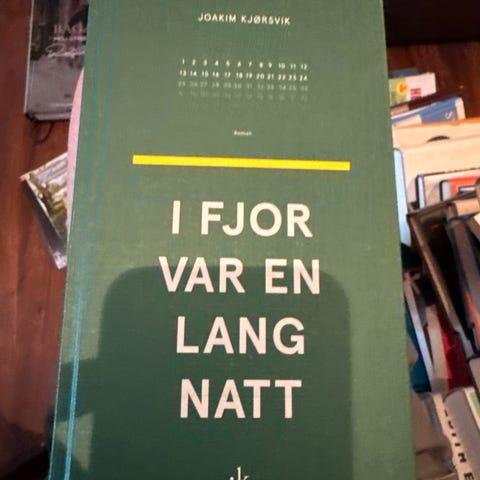 JOAKIM KJØRSVIK
1 2 3 4 5 6 7 8 9 10 11 12
13 14 15 16 17 18 19 20 21 22 23 24
Roman
I FJOR
VAR EN
LANG
NATT